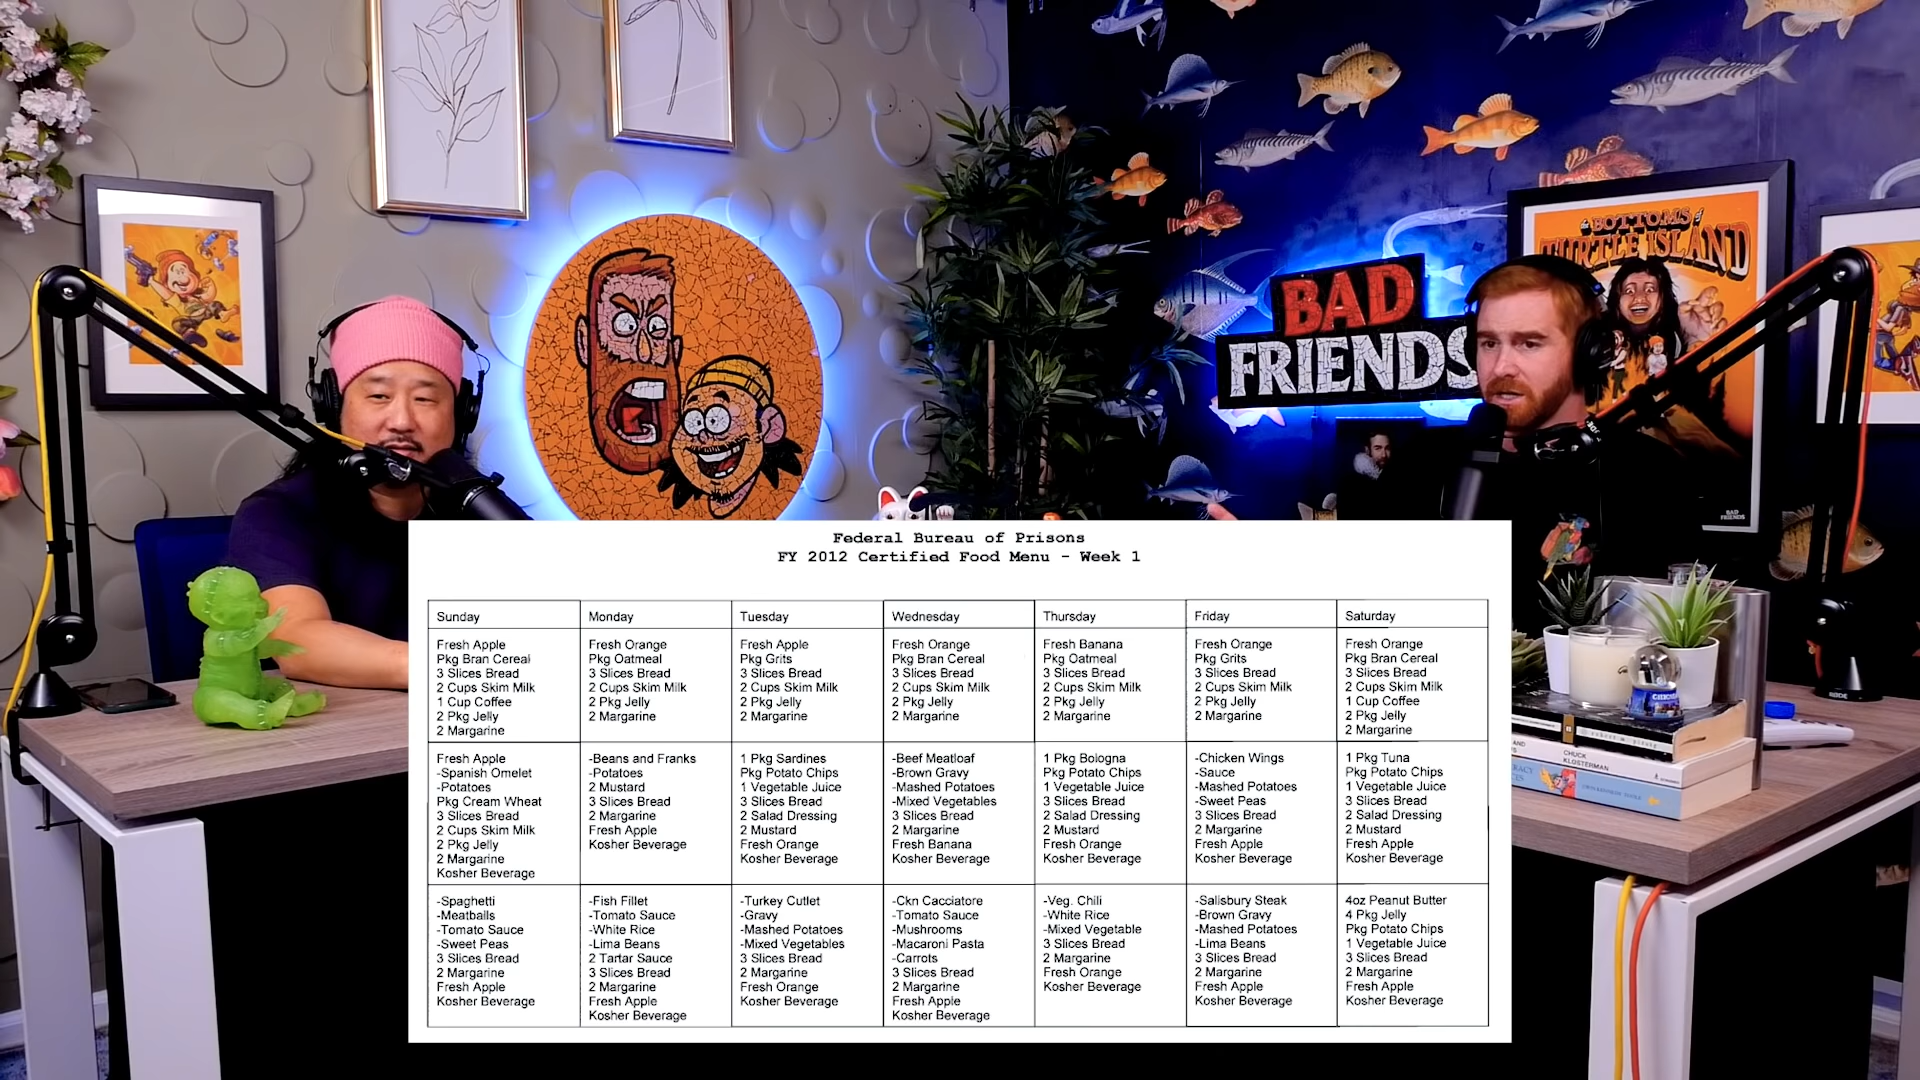 the BOTTOMS of
TURTLE ISLAND
BAD
FRIENDS
BAD
FRIENDS
Federal Bureau of Prisons
FY 2012 Certified Food Menu - Week 1
Sunday Monday Tuesday Wednesday Thursday Friday Saturday
Fresh Apple Fresh Orange Fresh Apple Fresh Orange Fresh Banana Fresh Orange Fresh Orange
Pkg Bran Cereal Pkg Oatmeal Pkg Grits Pkg Bran Cereal Pkg Oatmeal Pkg Grits Pkg Bran Cereal
3 Slices Bread 3 Slices Bread 3 Slices Bread 3 Slices Bread 3 Slices Bread 3 Slices Bread 3 Slices Bread
2 Cups Skim Milk 2 Cups Skim Milk 2 Cups Skim Milk 2 Cups Skim Milk 2 Cups Skim Milk 2 Cups Skim Milk 2 Cups Skim Milk
1 Cup Coffee 2 Pkg Jelly 2 Pkg Jelly 2 Pkg Jelly 2 Pkg Jelly 2 Pkg Jelly 1 Cup Coffee
2 Pkg Jelly 2 Margarine 2 Margarine 2 Margarine 2 Margarine 2 Margarine 2 Pkg Jelly
2 Margarine 2 Margarine
Fresh Apple -Beans and Franks 1 Pkg Sardines -Beef Meatloaf 1 Pkg Bologna -Chicken Wings 1 Pkg Tuna
-Spanish Omelet -Potatoes Pkg Potato Chips -Brown Gravy Pkg Potato Chips -Sauce Pkg Potato Chips
-Potatoes 2 Mustard 1 Vegetable Juice -Mashed Potatoes 1 Vegetable Juice -Mashed Potatoes 1 Vegetable Juice
Pkg Cream Wheat 3 Slices Bread 3 Slices Bread -Mixed Vegetables 3 Slices Bread -Sweet Peas 3 Slices Bread
3 Slices Bread 2 Margarine 2 Salad Dressing 3 Slices Bread 2 Salad Dressing 3 Slices Bread 2 Salad Dressing
2 Cups Skim Milk Fresh Apple 2 Mustard 2 Margarine 2 Mustard 2 Margarine 2 Mustard
2 Pkg Jelly Kosher Beverage Fresh Orange Fresh Banana Fresh Orange Fresh Apple Fresh Apple
2 Margarine Kosher Beverage Kosher Beverage Kosher Beverage Kosher Beverage Kosher Beverage
Kosher Beverage
-Spaghetti -Fish Fillet -Turkey Cutlet -Ckn Cacciatore -Veg. Chili -Salisbury Steak 4oz Peanut Butter
-Meatballs -Tomato Sauce -Gravy -Tomato Sauce -White Rice -Brown Gravy 4 Pkg Jelly
-Tomato Sauce -White Rice -Mashed Potatoes -Mushrooms -Mixed Vegetable -Mashed Potatoes Pkg Potato Chips
-Sweet Peas -Lima Beans -Mixed Vegetables -Macaroni Pasta 3 Slices Bread -Lima Beans 1 Vegetable Juice
3 Slices Bread 2 Tartar Sauce 3 Slices Bread -Carrots 2 Margarine 3 Slices Bread 3 Slices Bread
2 Margarine 3 Slices Bread 2 Margarine 3 Slices Bread Fresh Orange 2 Margarine 2 Margarine
Fresh Apple 2 Margarine Fresh Orange 2 Margarine Kosher Beverage Fresh Apple Fresh Apple
Kosher Beverage Fresh Apple Kosher Beverage Fresh Apple Kosher Beverage Kosher Beverage
Kosher Beverage Kosher Beverage
CHUCK
KLOSTERMAN
RODE